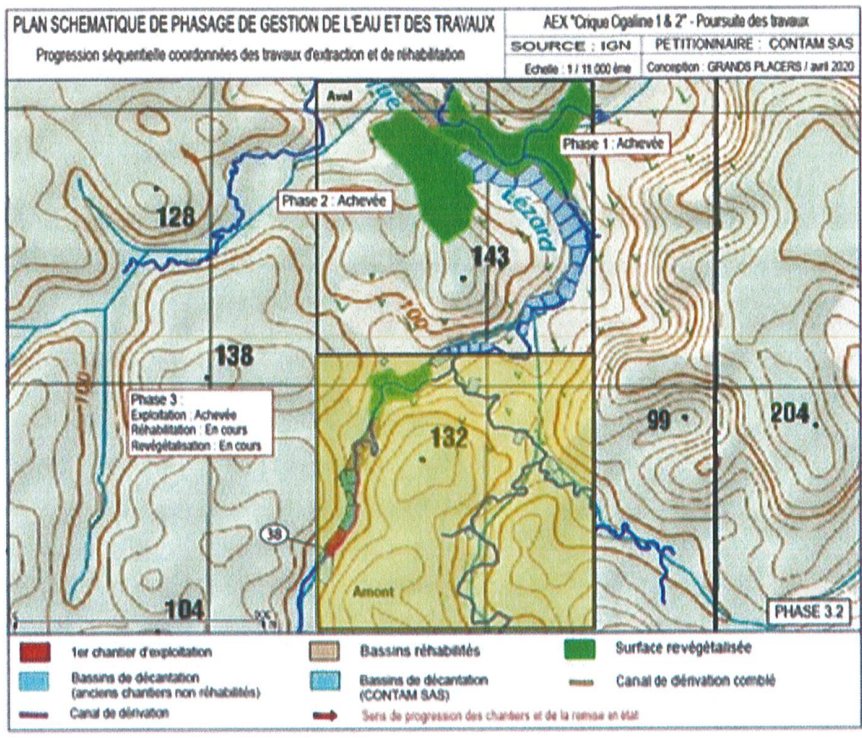 PLAN SCHEMATIQUE DE PHASAGE DE GESTION DE L'EAU ET DES TRAVAUX
Progression séquentielle coordonnées des travaux d'extraction et de réhabilitation
AEX "Crique Cigaline 1 & 2" - Poursuite des travaux
SOURCE : IGN
PETITIONNAIRE : CONTAM SAS
Echelle : 1 / 11 000 ème
Conception : GRANDS PLACERS / avril 2020
Aval
Phase 1 : Achevée
Phase 2 : Achevée
128
Lézard
143
100
138
100
Phase 3 :
Exploitation : Achevée
Réhabilitation : En cours
Revégétalisation : En cours
132
99
204
38
Amont
104
PHASE 3.2
1er chantier d'exploitation
Bassins réhabilités
Surface revégétalisée
Bassins de décantation
(anciens chantiers non réhabilités)
Bassins de décantation
(CONTAM SAS)
Canal de dérivation comblé
Canal de dérivation
Sens de progression des chantiers et de la remise en état